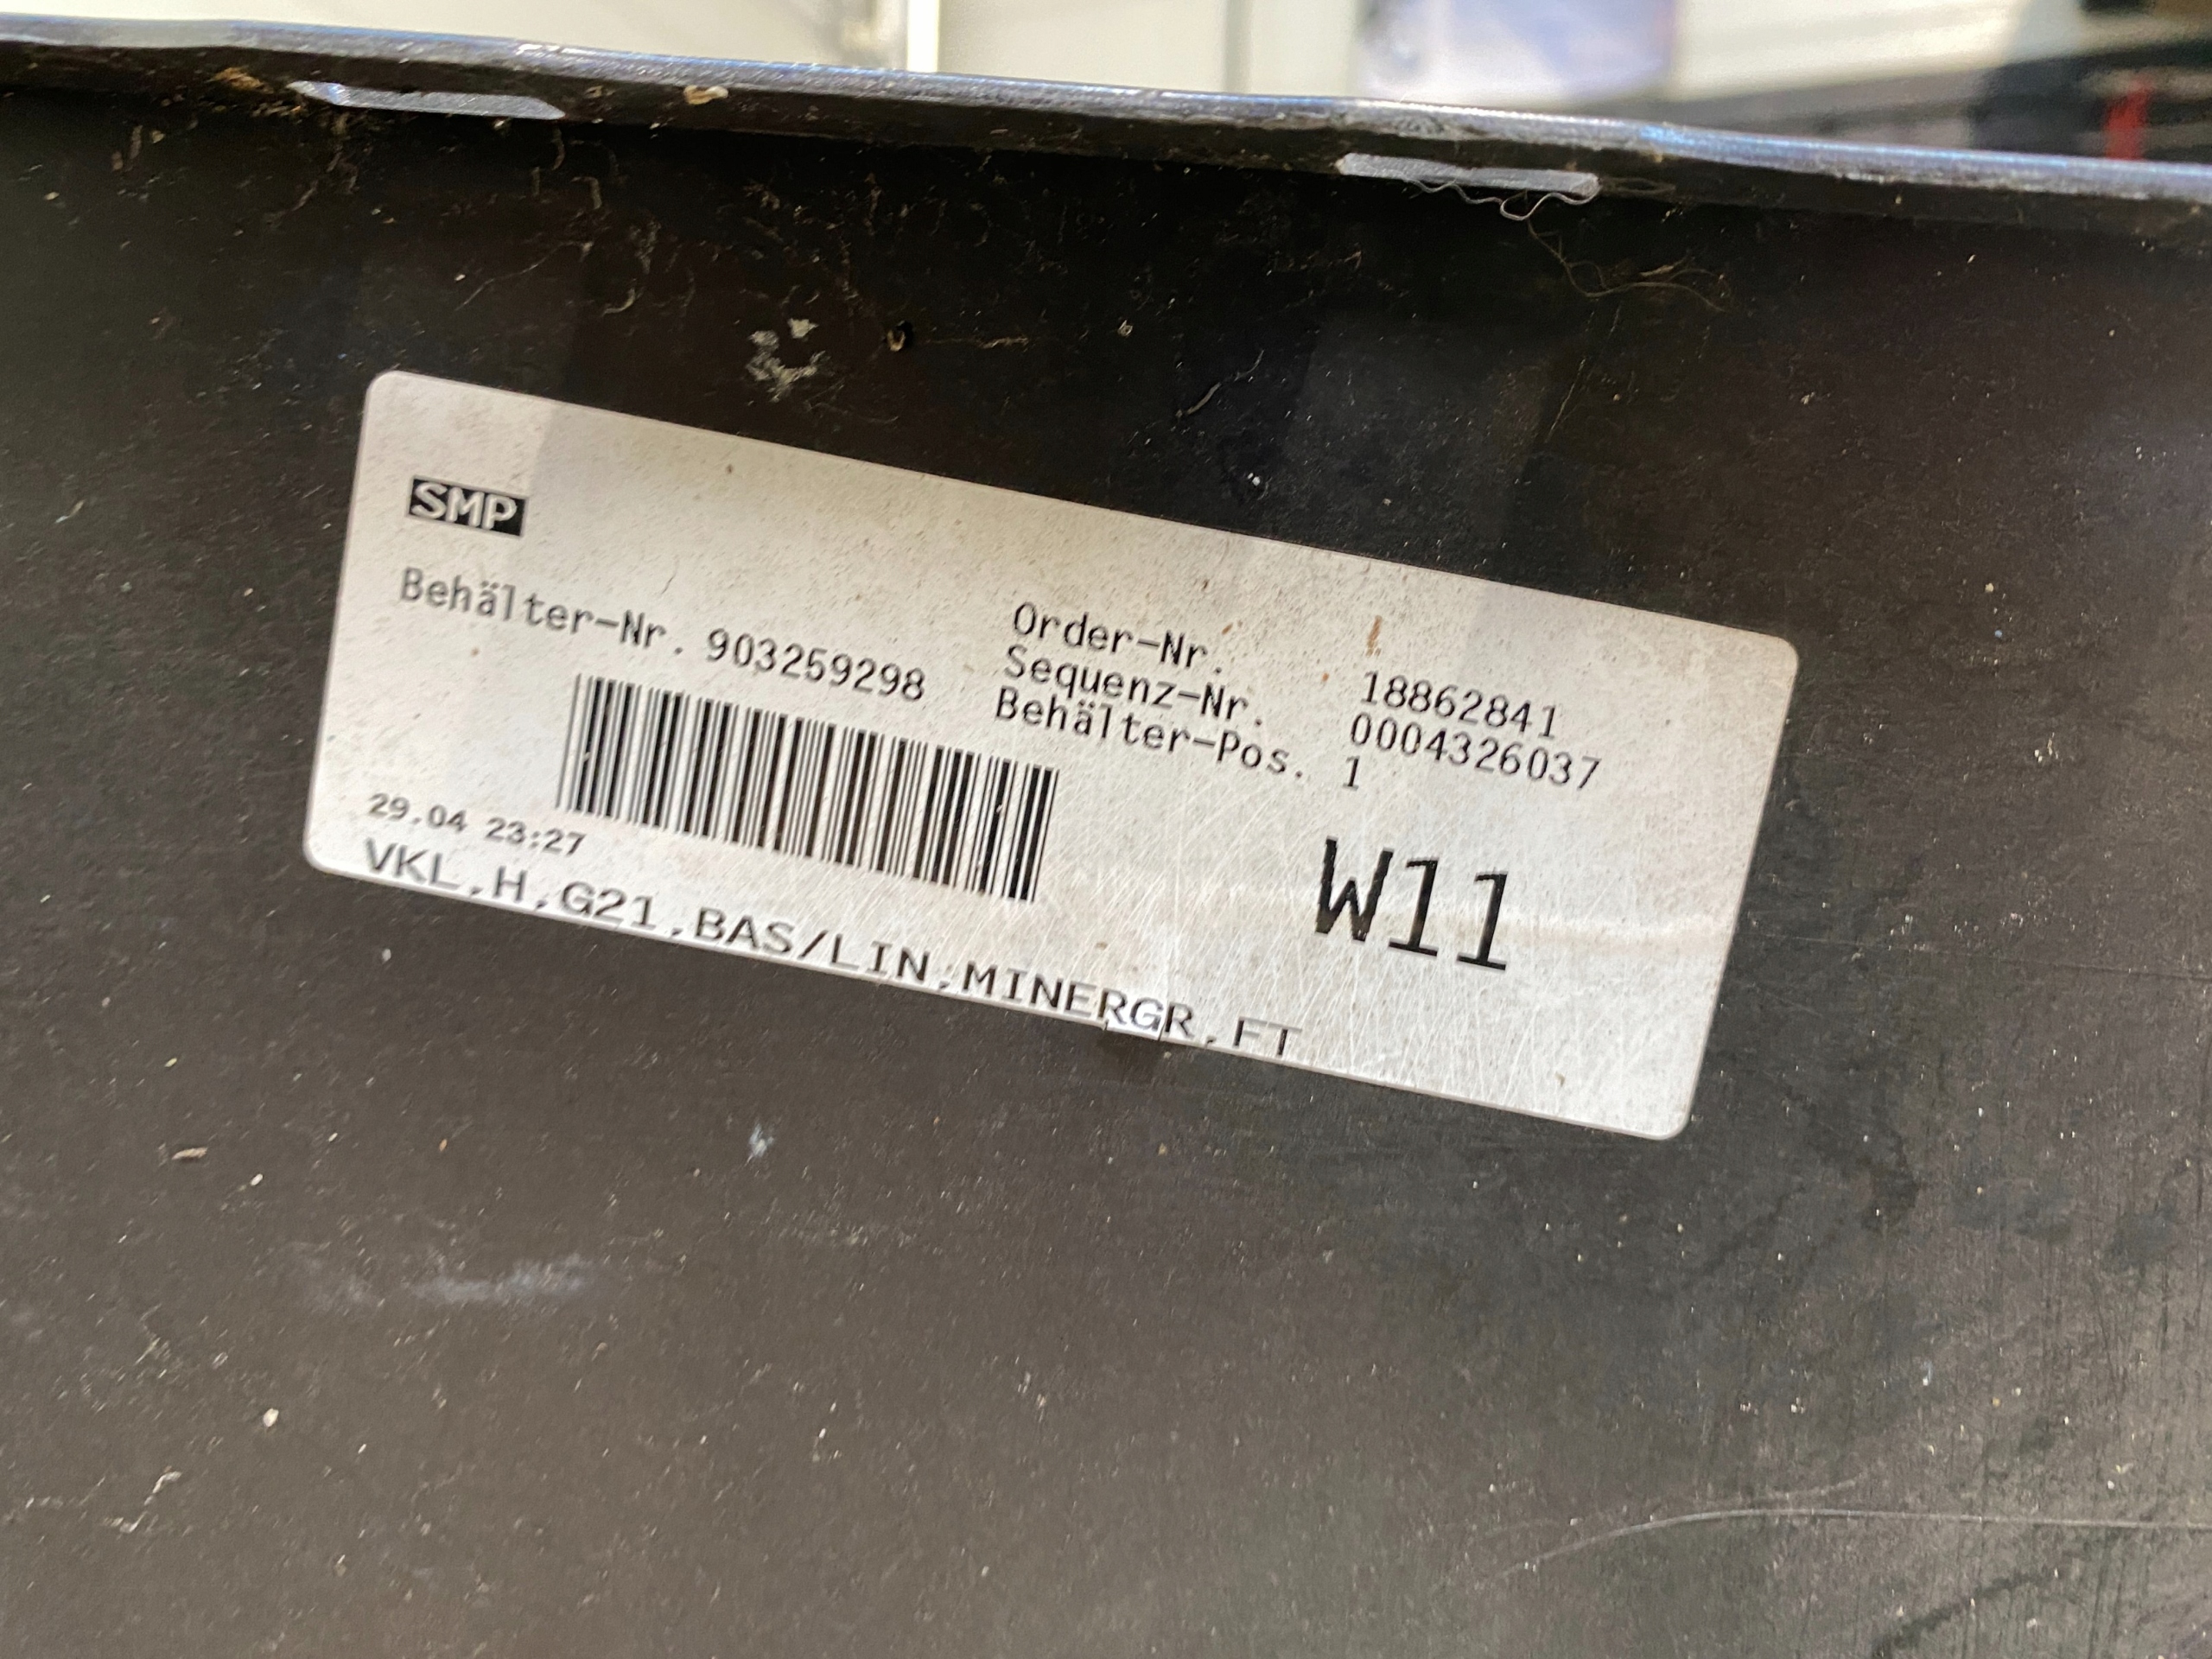 SMP
Behälter-Nr. 903259298
Order-Nr. 18862841
Sequenz-Nr. 0004326037
Behälter-Pos. 1
29.04 23:27
W11
VKL,H,G21,BAS/LIN,MINERGR,FT